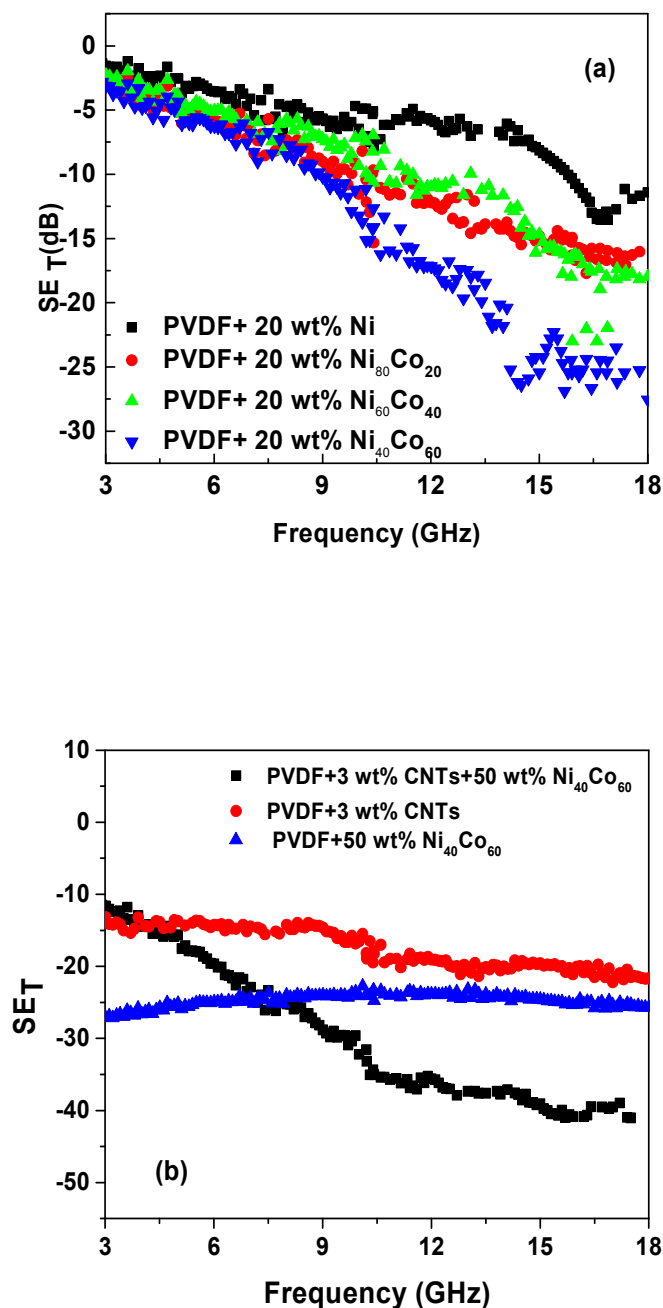 0
(a)
-5
-10
SE T(dB)
-15
-20
PVDF+ 20 wt% Ni
PVDF+ 20 wt% Ni80Co20
-25
PVDF+ 20 wt% Ni60Co40
PVDF+ 20 wt% Ni40Co60
-30
3 6 9 12 15 18
Frequency (GHz)
10
PVDF+3 wt% CNTs+50 wt% Ni40Co60
PVDF+3 wt% CNTs
0
PVDF+50 wt% Ni40Co60
-10
-20
SET
-30
-40
(b)
-50
3 6 9 12 15 18
Frequency (GHz)